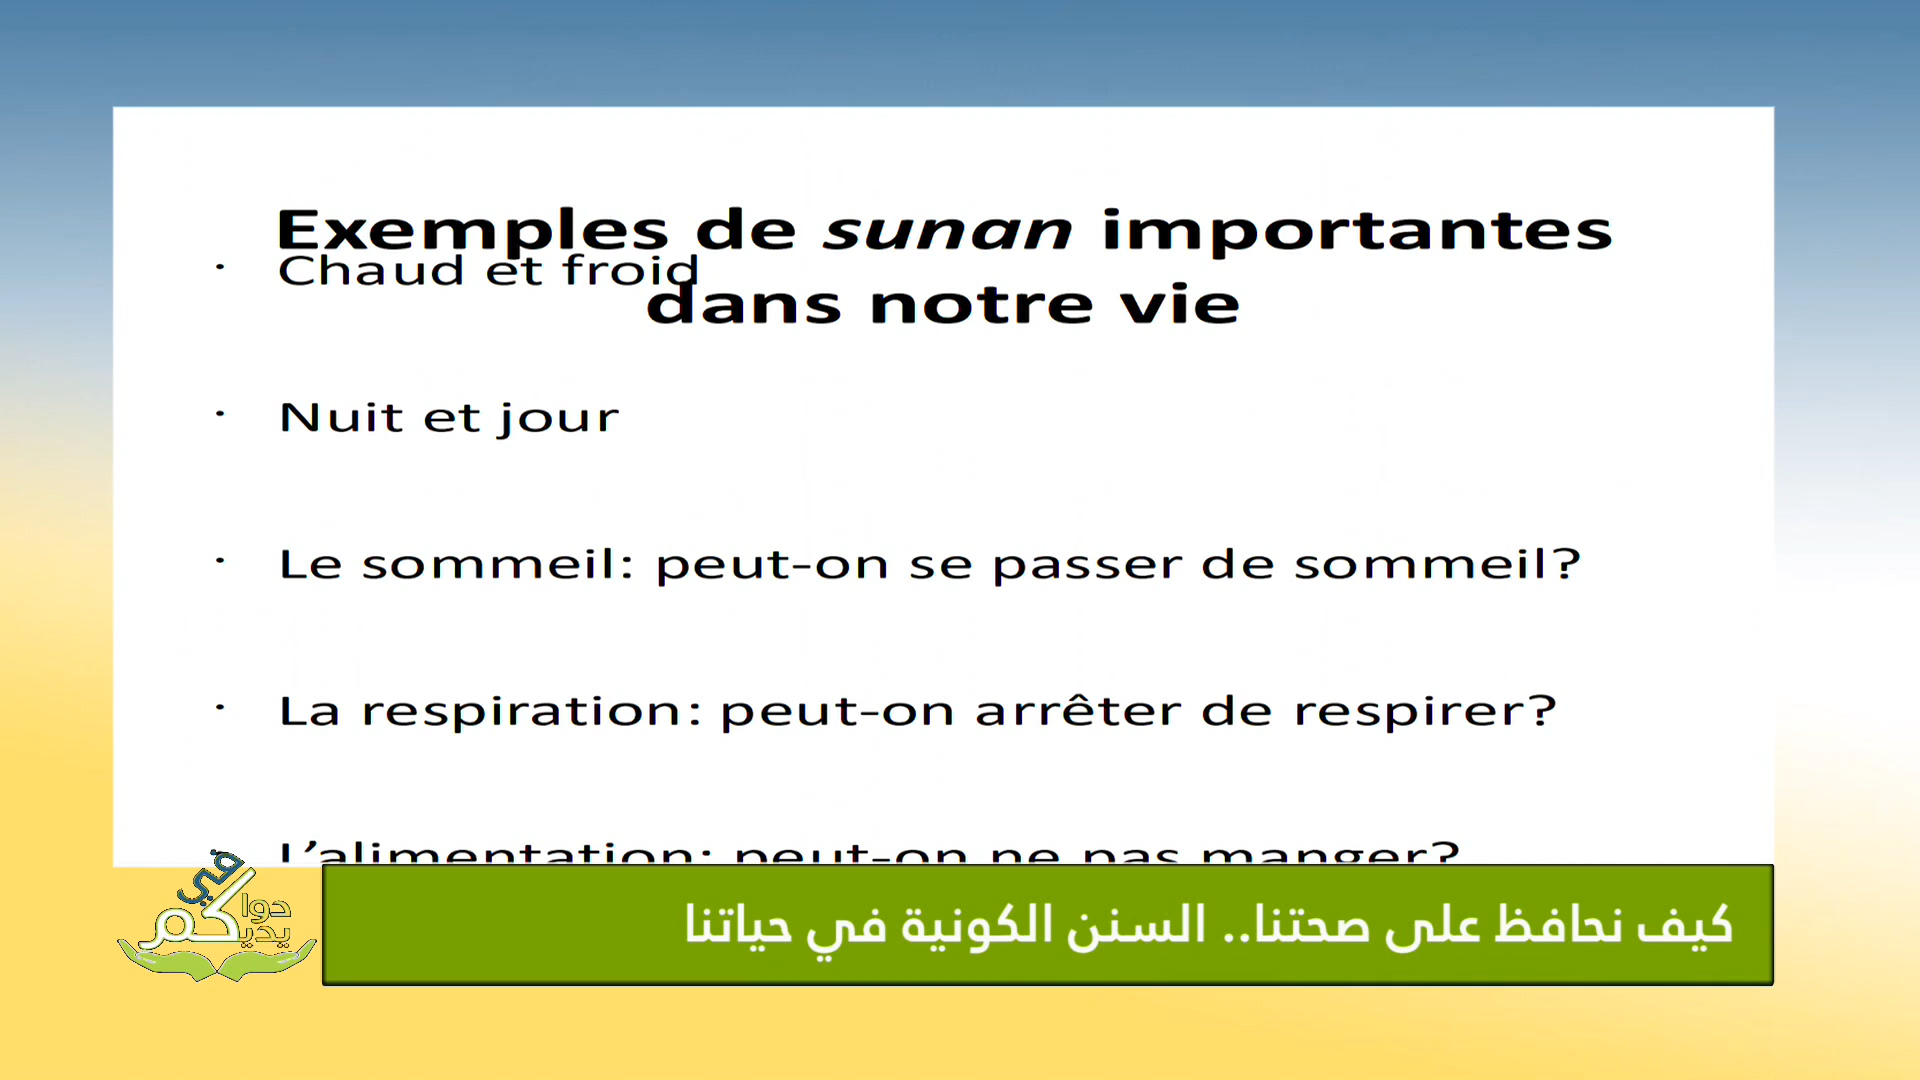 Exemples de sunan importantes
dans notre vie
· Chaud et froid
· Nuit et jour
· Le sommeil: peut-on se passer de sommeil?
· La respiration: peut-on arrêter de respirer?
L’alimentation: peut-on ne pas manger?
كيف نحافظ على صحتنا.. السنن الكونية في حياتنا
دواكم في يديكم